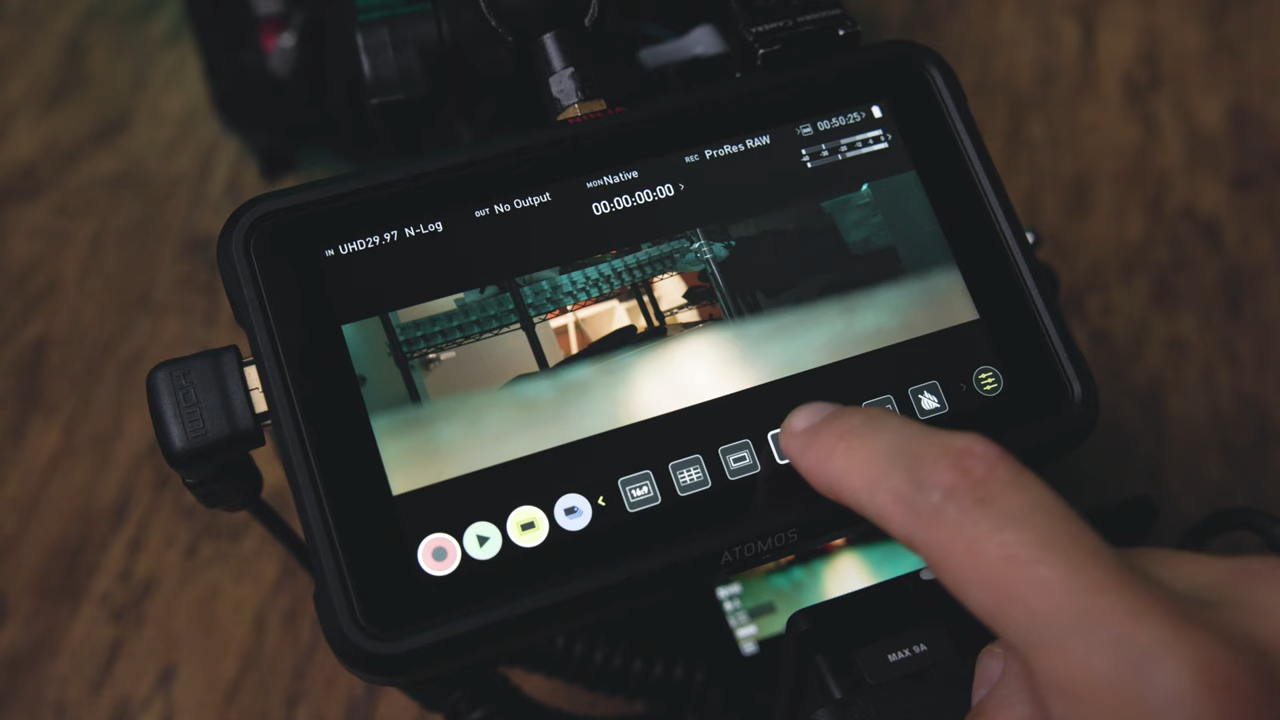 NINJA
00:50:25
REC ProRes RAW
MON Native
OUT No Output
00:00:00:00
IN UHD29.97 N-Log
HDMI
16:9
ATOMOS
MAX 9A